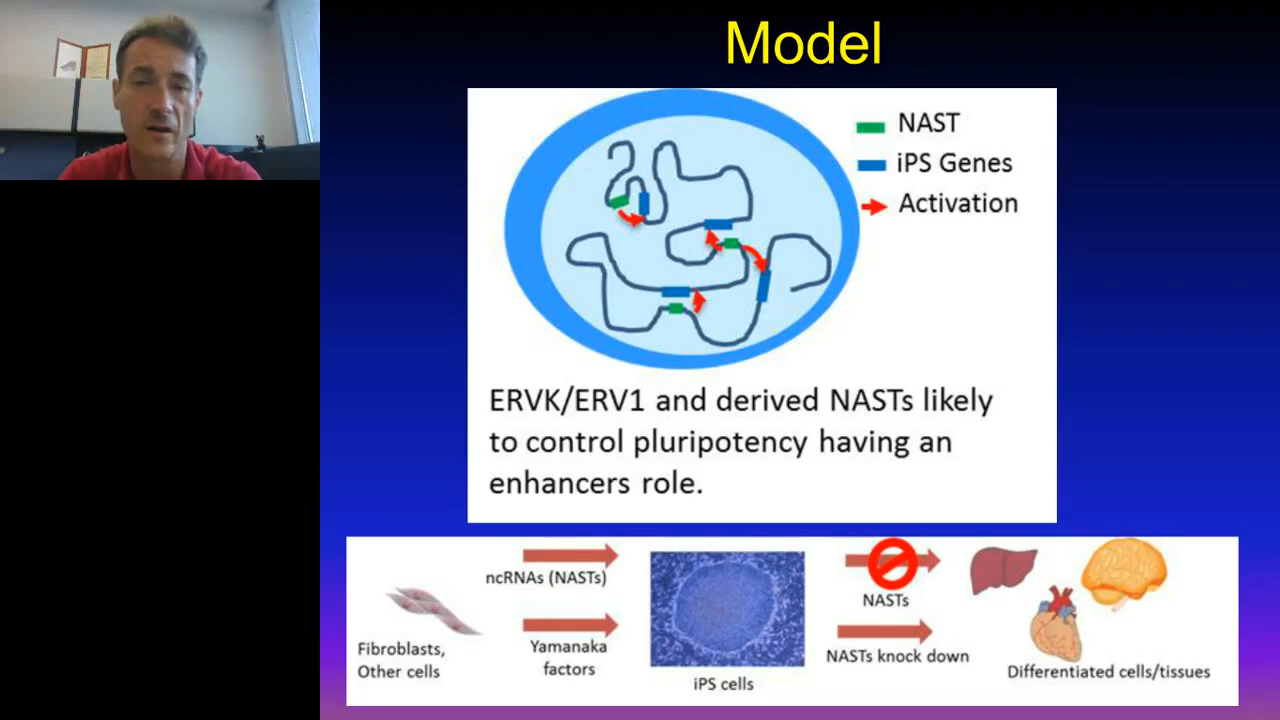 Model
NAST
iPS Genes
Activation
ERVK/ERV1 and derived NASTs likely
to control pluripotency having an
enhancers role.
ncRNAs (NASTs)
Yamanaka
factors
Fibroblasts,
Other cells
iPS cells
NASTs
NASTs knock down
Differentiated cells/tissues